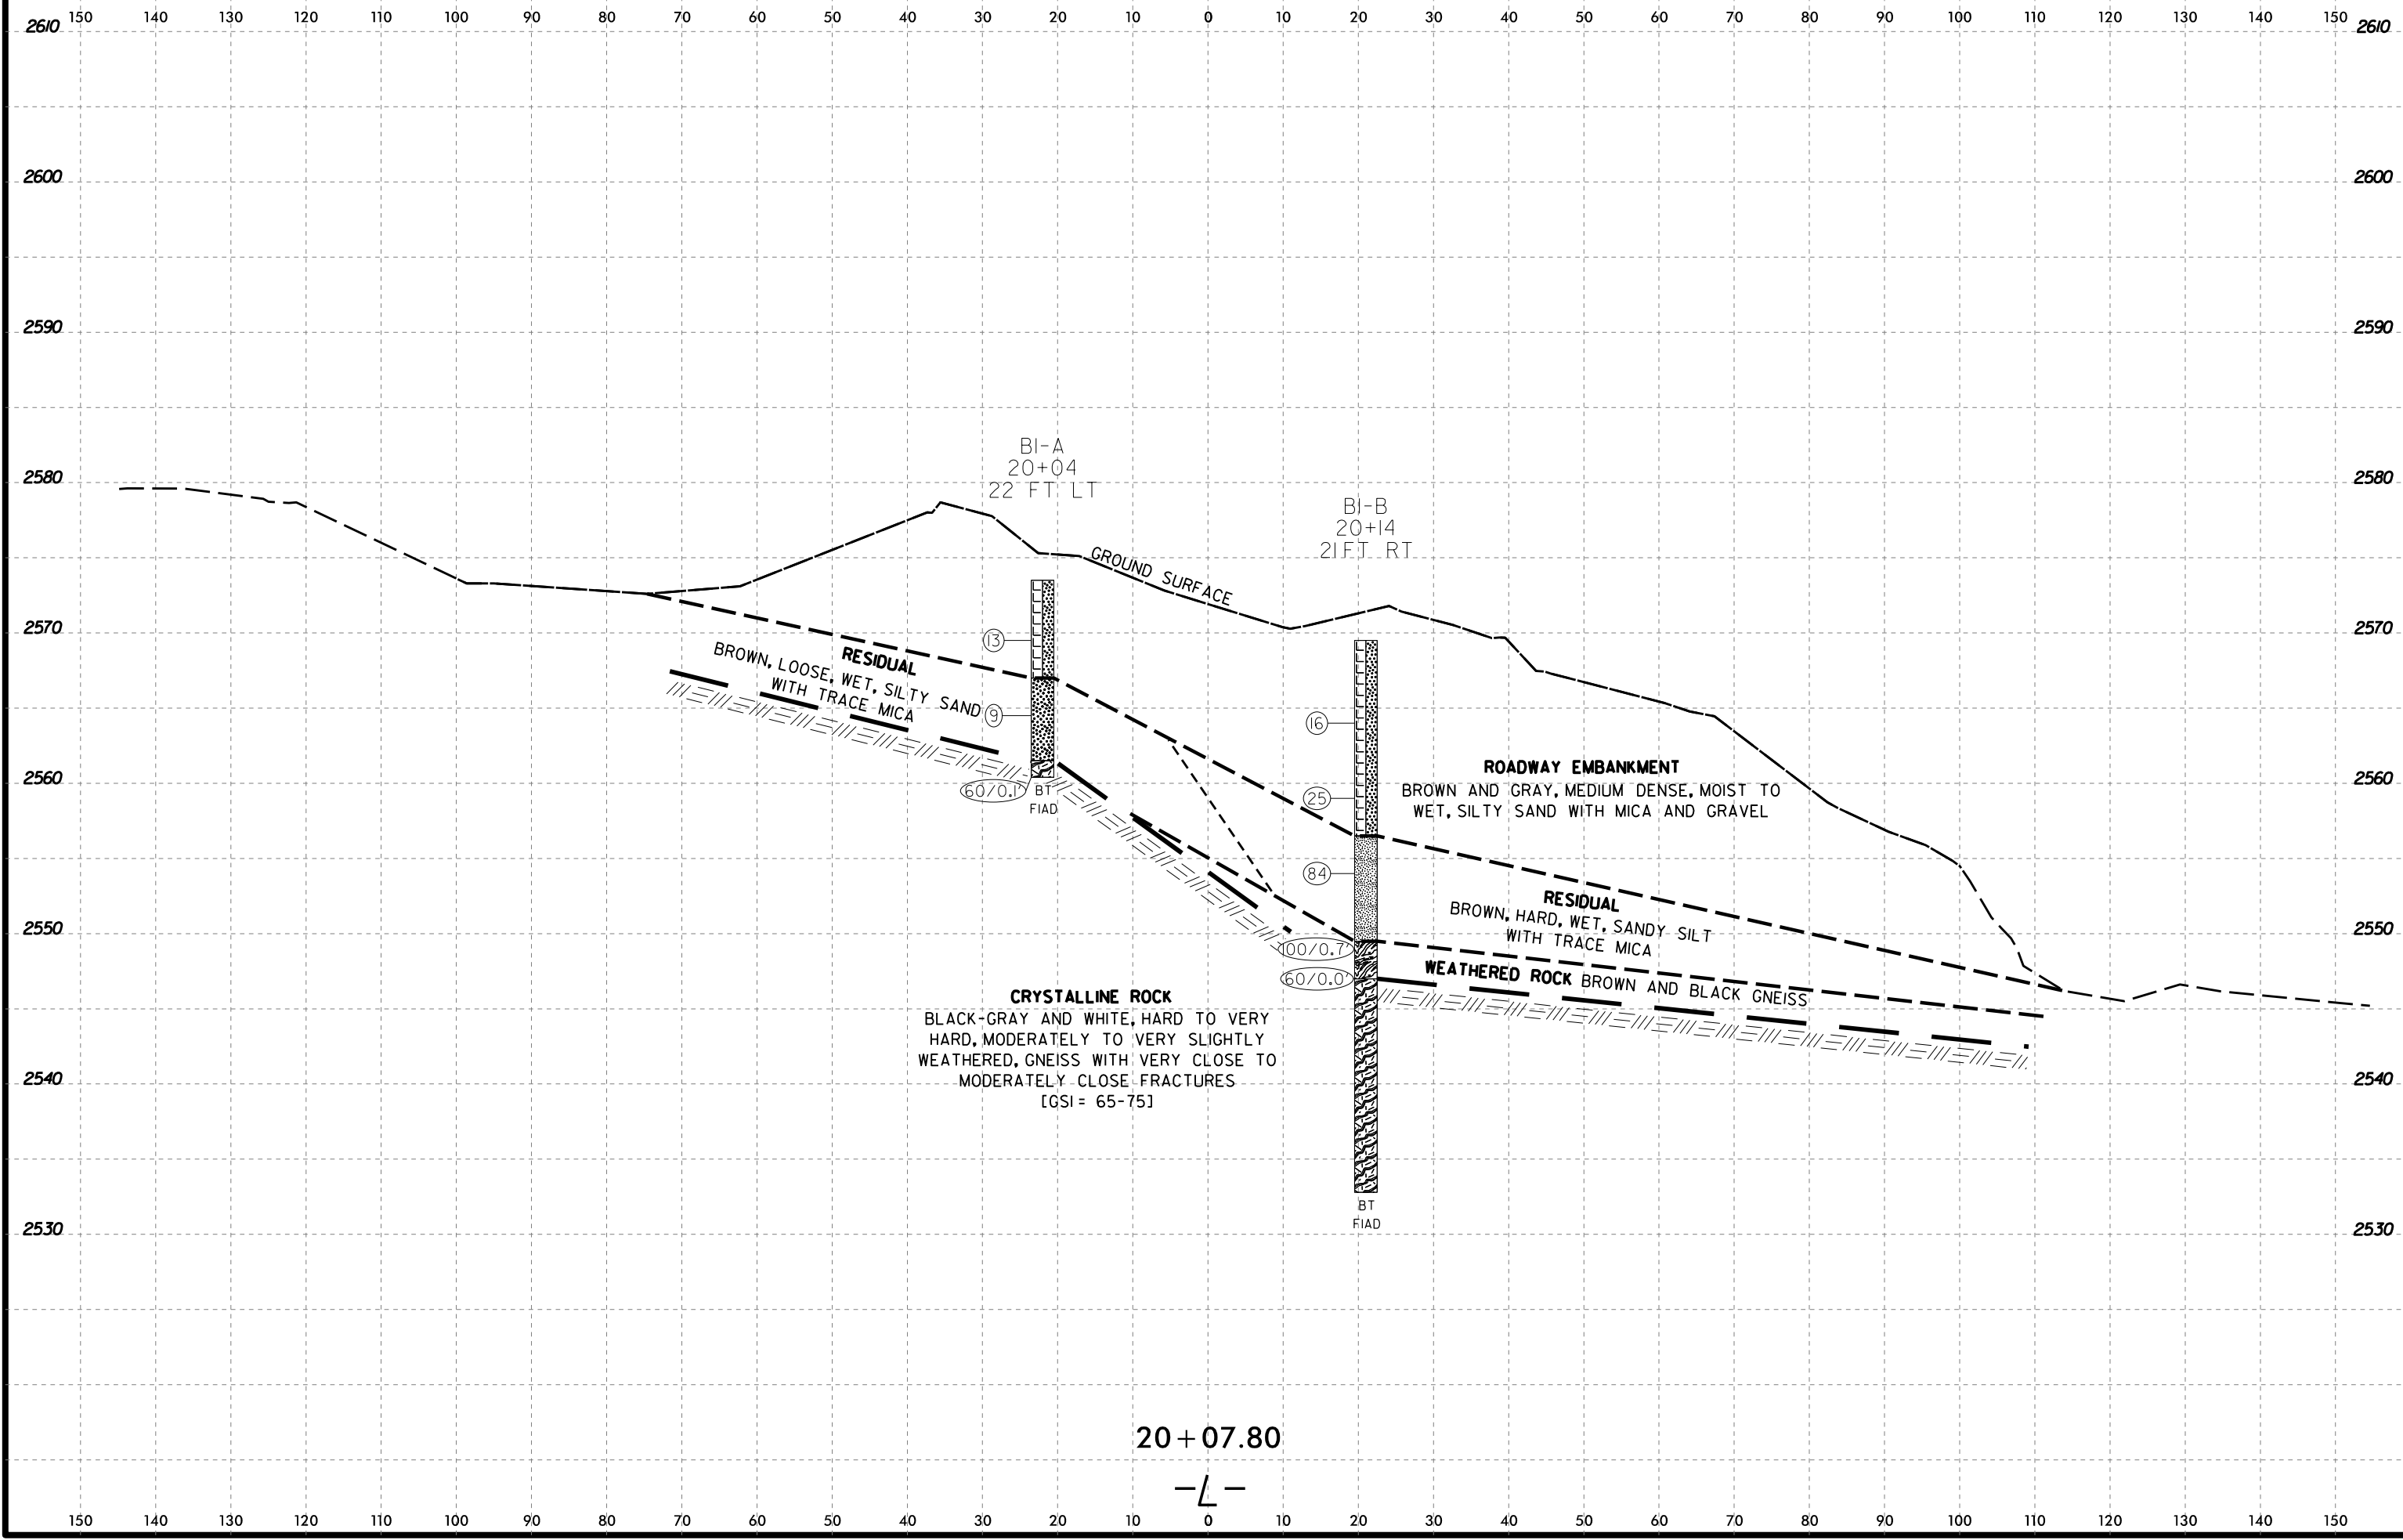 150 140 130 120 110 100 90 80 70 60 50 40 30 20 10 0 10 20 30 40 50 60 70 80 90 100 110 120 130 140 150
2610 2610
2600 2600
2590 2590
2580 2580
2570 2570
2560 2560
2550 2550
2540 2540
2530 2530
B1-A
20+04
22 FT LT
B1-B
20+14
21 FT RT
GROUND SURFACE
13
9
60/0.1'
BT
FIAD
RESIDUAL
BROWN, LOOSE, WET, SILTY SAND
WITH TRACE MICA
16
25
84
100/0.7'
60/0.0'
BT
FIAD
ROADWAY EMBANKMENT
BROWN AND GRAY, MEDIUM DENSE, MOIST TO
WET, SILTY SAND WITH MICA AND GRAVEL
RESIDUAL
BROWN, HARD, WET, SANDY SILT
WITH TRACE MICA
WEATHERED ROCK BROWN AND BLACK GNEISS
CRYSTALLINE ROCK
BLACK-GRAY AND WHITE, HARD TO VERY
HARD, MODERATELY TO VERY SLIGHTLY
WEATHERED, GNEISS WITH VERY CLOSE TO
MODERATELY CLOSE FRACTURES
[GSI = 65-75]
20+07.80
-L-
150 140 130 120 110 100 90 80 70 60 50 40 30 20 10 0 10 20 30 40 50 60 70 80 90 100 110 120 130 140 150